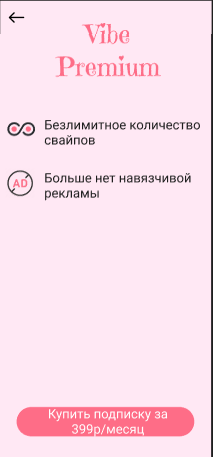 Vibe
Premium
Безлимитное количество
свайпов
AD
Больше нет навязчивой
рекламы
Купить подписку за
399р/месяц